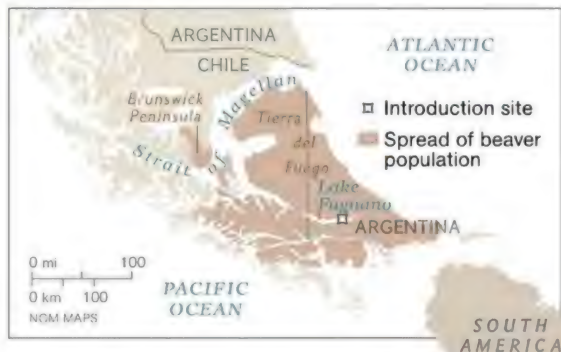 ARGENTINA
CHILE
ATLANTIC
OCEAN
Brunswick
Peninsula
Strait of Magellan
Tierra
del
Fuego
Introduction site
Spread of beaver
population
Lake
Fagnano
ARGENTINA
0 mi 100
0 km 100
NGM MAPS
PACIFIC
OCEAN
SOUTH
AMERICA